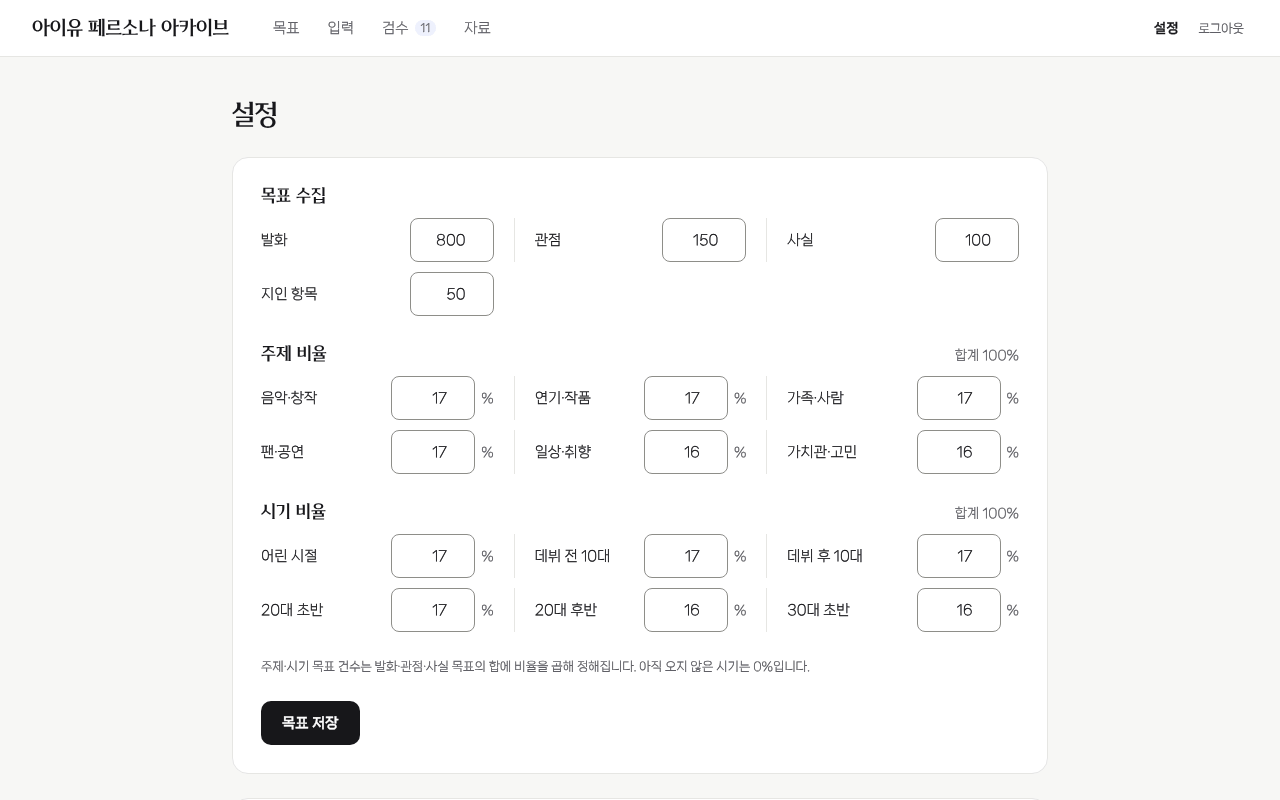 아이유 페르소나 아카이브 목표 입력 검수 11 자료 설정 로그아웃
설정
목표 수집
발화 800 관점 150 사실 100
지인 항목 50
주제 비율 합계 100%
음악·창작 17 % 연기·작품 17 % 가족·사람 17 %
팬·공연 17 % 일상·취향 16 % 가치관·고민 16 %
시기 비율 합계 100%
어린 시절 17 % 데뷔 전 10대 17 % 데뷔 후 10대 17 %
20대 초반 17 % 20대 후반 16 % 30대 초반 16 %
주제·시기 목표 건수는 발화·관점·사실 목표의 합에 비율을 곱해 정해집니다. 아직 오지 않은 시기는 0%입니다.
목표 저장